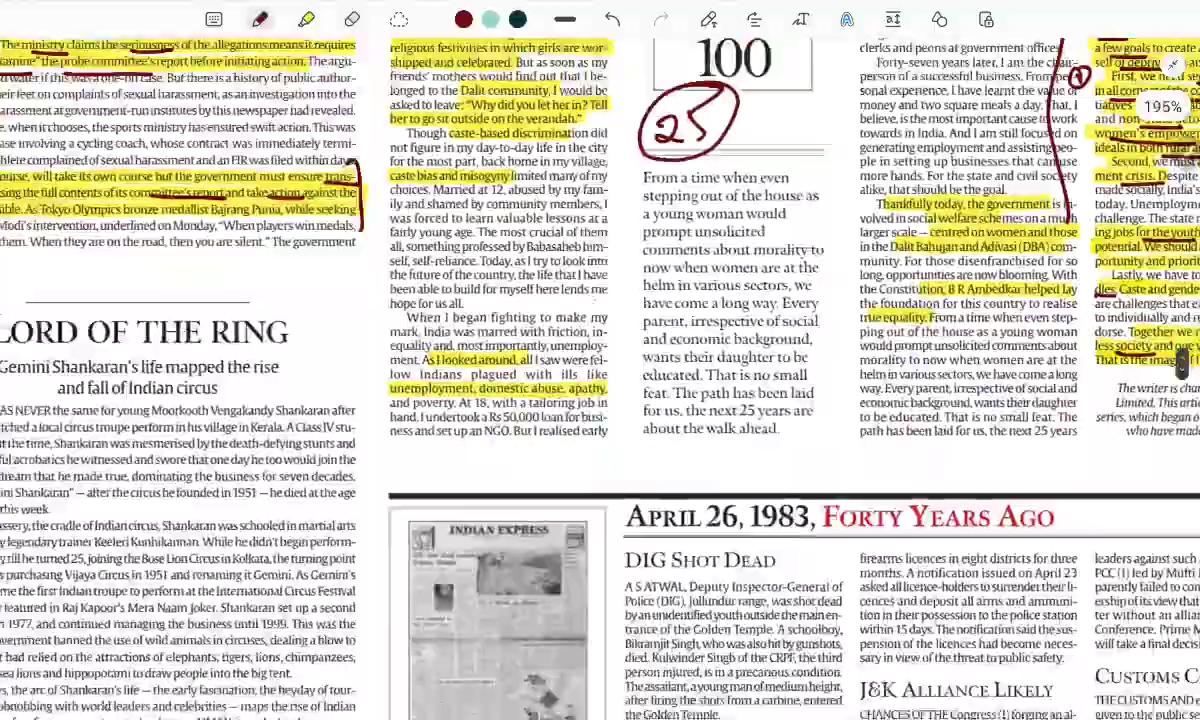 195%
The ministry claims the seriousness of the allegations means it requires
"examine" the probe committee's report before initiating action. The argu-
water if this was a one-off case. But there is a history of public author-
eir feet on complaints of sexual harassment, as an investigation into the
arassment at government-run institutes by this newspaper had revealed.
e, when it chooses, the sports ministry has ensured swift action. This was
ase involving a cycling coach, whose contract was immediately termi-
hlete complained of sexual harassment and an FIR was filed within days.
ourse, will take its own course but the government must ensure trans-
sing the full contents of its committee's report and take action against the
able. As Tokyo Olympics bronze medallist Bajrang Punia, while seeking
Modi's intervention, underlined on Monday, "When players win medals,
them. When they are on the road, then you are silent." The government
LORD OF THE RING
Gemini Shankaran's life mapped the rise
and fall of Indian circus
AS NEVER the same for young Moorkoth Vengakandy Shankaran after
tched a local circus troupe perform in his village in Kerala. A Class IV stu-
t the time, Shankaran was mesmerised by the death-defying stunts and
ful acrobatics he witnessed and swore that one day he too would join the
dream that he made true, dominating the business for seven decades.
ini Shankaran" — after the circus he founded in 1951 — he died at the age
this week.
assery, the cradle of Indian circus, Shankaran was schooled in martial arts
y legendary trainer Keeleri Kunhikannan. While he didn't begin perform-
y till he turned 25, joining the Bose Lion Circus in Kolkata, the turning point
s purchasing Vijaya Circus in 1951 and renaming it Gemini. As Gemini's
me the first Indian troupe to perform at the International Circus Festival
r featured in Raj Kapoor's Mera Naam Joker. Shankaran set up a second
n 1977, and continued managing the business until 1999. This was the
overnment banned the use of wild animals in circuses, dealing a blow to
t had relied on the attractions of elephants, tigers, lions, chimpanzees,
sea lions and hippopotami to draw people into the big tent.
s, the arc of Shankaran's life — the early fascination, the heyday of tour-
obnobbing with world leaders and celebrities — maps the rise of Indian
religious festivities in which girls are wor-
shipped and celebrated. But as soon as my
friends' mothers would find out that I be-
longed to the Dalit community, I would be
asked to leave: "Why did you let her in? Tell
her to go sit outside on the verandah."
Though caste-based discrimination did
not figure in my day-to-day life in the city
for the most part, back home in my village,
caste bias and misogyny limited many of my
choices. Married at 12, abused by my fam-
ily and shamed by community members, I
was forced to learn valuable lessons at a
fairly young age. The most crucial of them
all, something professed by Babasaheb him-
self, self-reliance. Today, as I try to look into
the future of the country, the life that I have
been able to build for myself here lends me
hope for us all.
When I began fighting to make my
mark, India was marred with friction, in-
equality and, most importantly, unemploy-
ment. As I looked around, all I saw were fel-
low Indians plagued with ills like
unemployment, domestic abuse, apathy,
and poverty. At 18, with a tailoring job in
hand, I undertook a Rs 50,000 loan for busi-
ness and set up an NGO. But I realised early
100
25
From a time when even
stepping out of the house as
a young woman would
prompt unsolicited
comments about morality to
now when women are at the
helm in various sectors, we
have come a long way. Every
parent, irrespective of social
and economic background,
wants their daughter to be
educated. That is no small
feat. The path has been laid
for us, the next 25 years are
about the walk ahead.
clerks and peons at government offices.
Forty-seven years later, I am the chair-
person of a successful business. From per-
sonal experience, I have learnt the value of
money and two square meals a day. That, I
believe, is the most important cause to work
towards in India. And I am still focused on
generating employment and assisting peo-
ple in setting up businesses that can use
more hands. For the state and civil society
alike, that should be the goal.
Thankfully today, the government is in-
volved in social welfare schemes on a much
larger scale — centred on women and those
in the Dalit Bahujan and Adivasi (DBA) com-
munity. For those disenfranchised for so
long, opportunities are now blooming. With
the Constitution, B R Ambedkar helped lay
the foundation for this country to realise
true equality. From a time when even step-
ping out of the house as a young woman
would prompt unsolicited comments about
morality to now when women are at the
helm in various sectors, we have come a long
way. Every parent, irrespective of social and
economic background, wants their daughter
to be educated. That is no small feat. The
path has been laid for us, the next 25 years
a few goals to create
self of depriv
First, we need
in all corn
tiatives
and non
women's empower
ideals in both rural a
Second, we must a
ment crisis. Despite
made socially, India's
today. Unemploym
challenge. The state
ing jobs for the youth
potential. We should
portunity and priorit
Lastly, we have to
dles. Caste and gende
are challenges that
to individually and
dorse. Together we
less society and
That is the imag
The writer is chair
Limited. This arti
series, which began o
who have made
INDIAN EXPRESS
APRIL 26, 1983, FORTY YEARS AGO
DIG SHOT DEAD
A S ATWAL, Deputy Inspector-General of
Police (DIG), Jullundur range, was shot dead
by an unidentified youth outside the main en-
trance of the Golden Temple. A schoolboy,
Bikramjit Singh, who was also hit by gunshots,
died. Kulwinder Singh of the CRPF, the third
person injured, is in a precarious condition.
The assailant, a young man of medium height,
after firing the shots from a carbine, entered
the Golden Temple.
firearms licences in eight districts for three
months. A notification issued on April 23
asked all licence-holders to surrender their li-
cences and deposit all arms and ammuni-
tion in their possession to the police station
within 15 days. The notification said the sus-
pension of the licences had become neces-
sary in view of the threat to public safety.
J&K ALLIANCE LIKELY
CHANCES OF THE Congress (I) forging an al-
leaders against such
PCC (I) led by Mufti
parently failed to con
ership of its view that
ter without an allian
Conference. Prime M
will take a final decis
CUSTOMS C
THE CUSTOMS AND
given to the public se